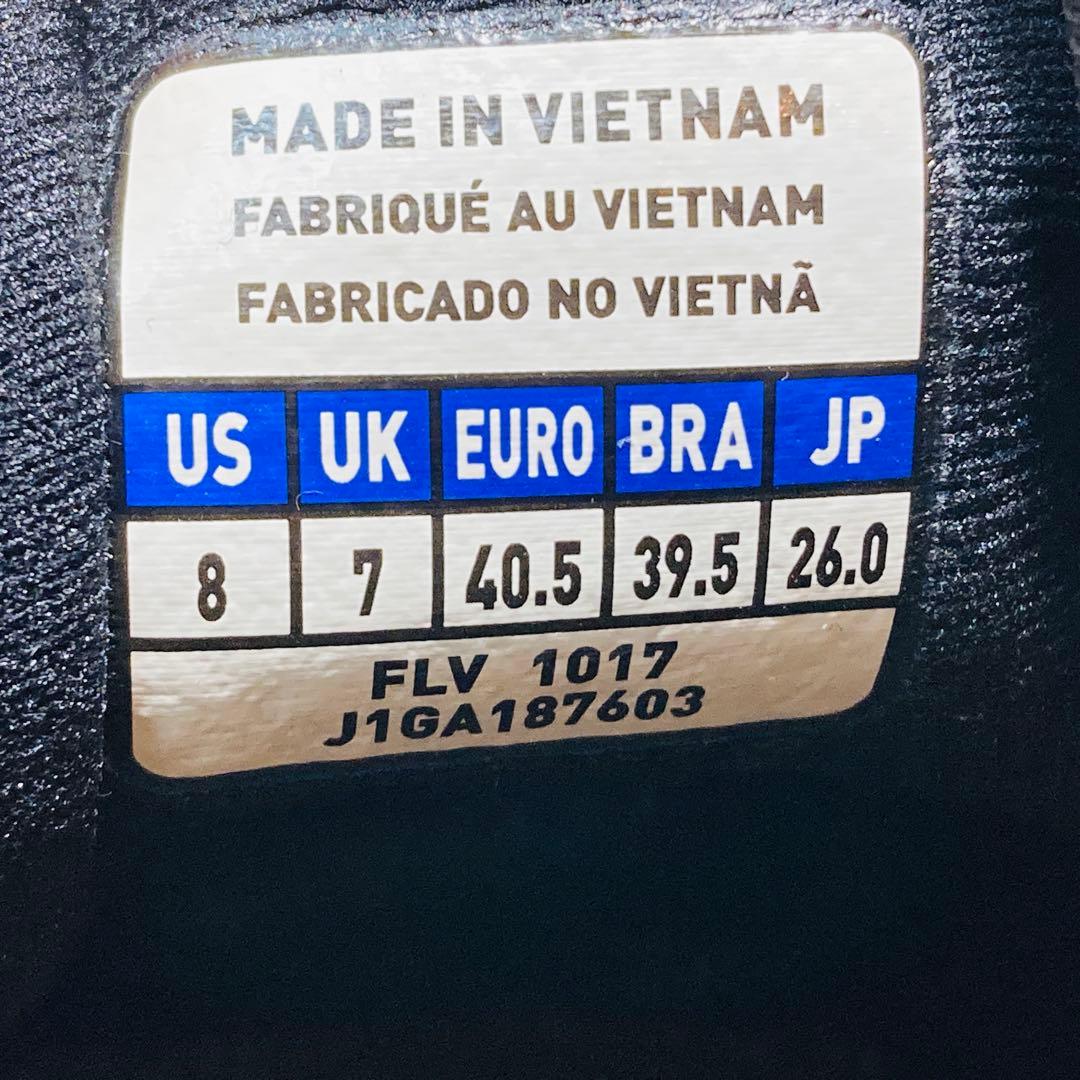 MADE IN VIETNAM
FABRIQUÉ AU VIETNAM
FABRICADO NO VIETNÃ
US UK EURO BRA JP
8 7 40.5 39.5 26.0
FLV 1017
J1GA187603